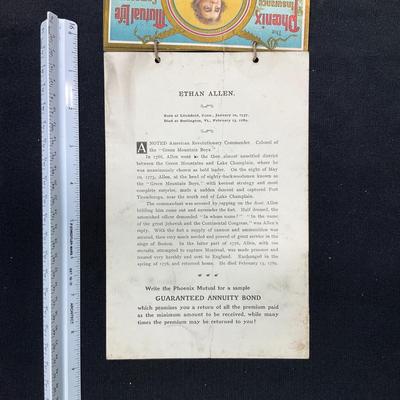 The
Phœnix
Mutual Life
Insurance
ETHAN ALLEN.
Born at Litchfield, Conn., January 10, 1737.
Died at Burlington, Vt., February 13, 1789.
A NOTED American Revolutionary Commander. Colonel of
the "Green Mountain Boys."
In 1766, Allen went to the then almost unsettled district
between the Green Mountains and Lake Champlain, where he
was unanimously chosen as bold leader. On the night of May
10, 1775, Allen, at the head of eighty backwoodsmen known as
the "Green Mountain Boys," with keenest strategy and most
complete surprise, made a sudden descent and captured Fort
Ticonderoga, near the south end of Lake Champlain.
The commandant was aroused by rapping on the door. Allen
bidding him come out and surrender the fort. Half dressed, the
astonished officer demanded "In whose name?" "In the name
of the great Jehovah and the Continental Congress," was Allen's
reply. With the fort a supply of cannon and ammunition was
secured, then very much needed and proved of great service in the
siege of Boston. In the latter part of 1776, Allen, with raw
recruits, attempted to capture Montreal, was made prisoner and
treated very harshly and sent to England. Exchanged in the
spring of 1778, and returned home. He died February 13, 1789.
Write the Phoenix Mutual for a sample
GUARANTEED ANNUITY BOND
which promises you a return of all the premium paid
as the minimum amount to be received, while many
times the premium may be returned to you!
ARCHITECT